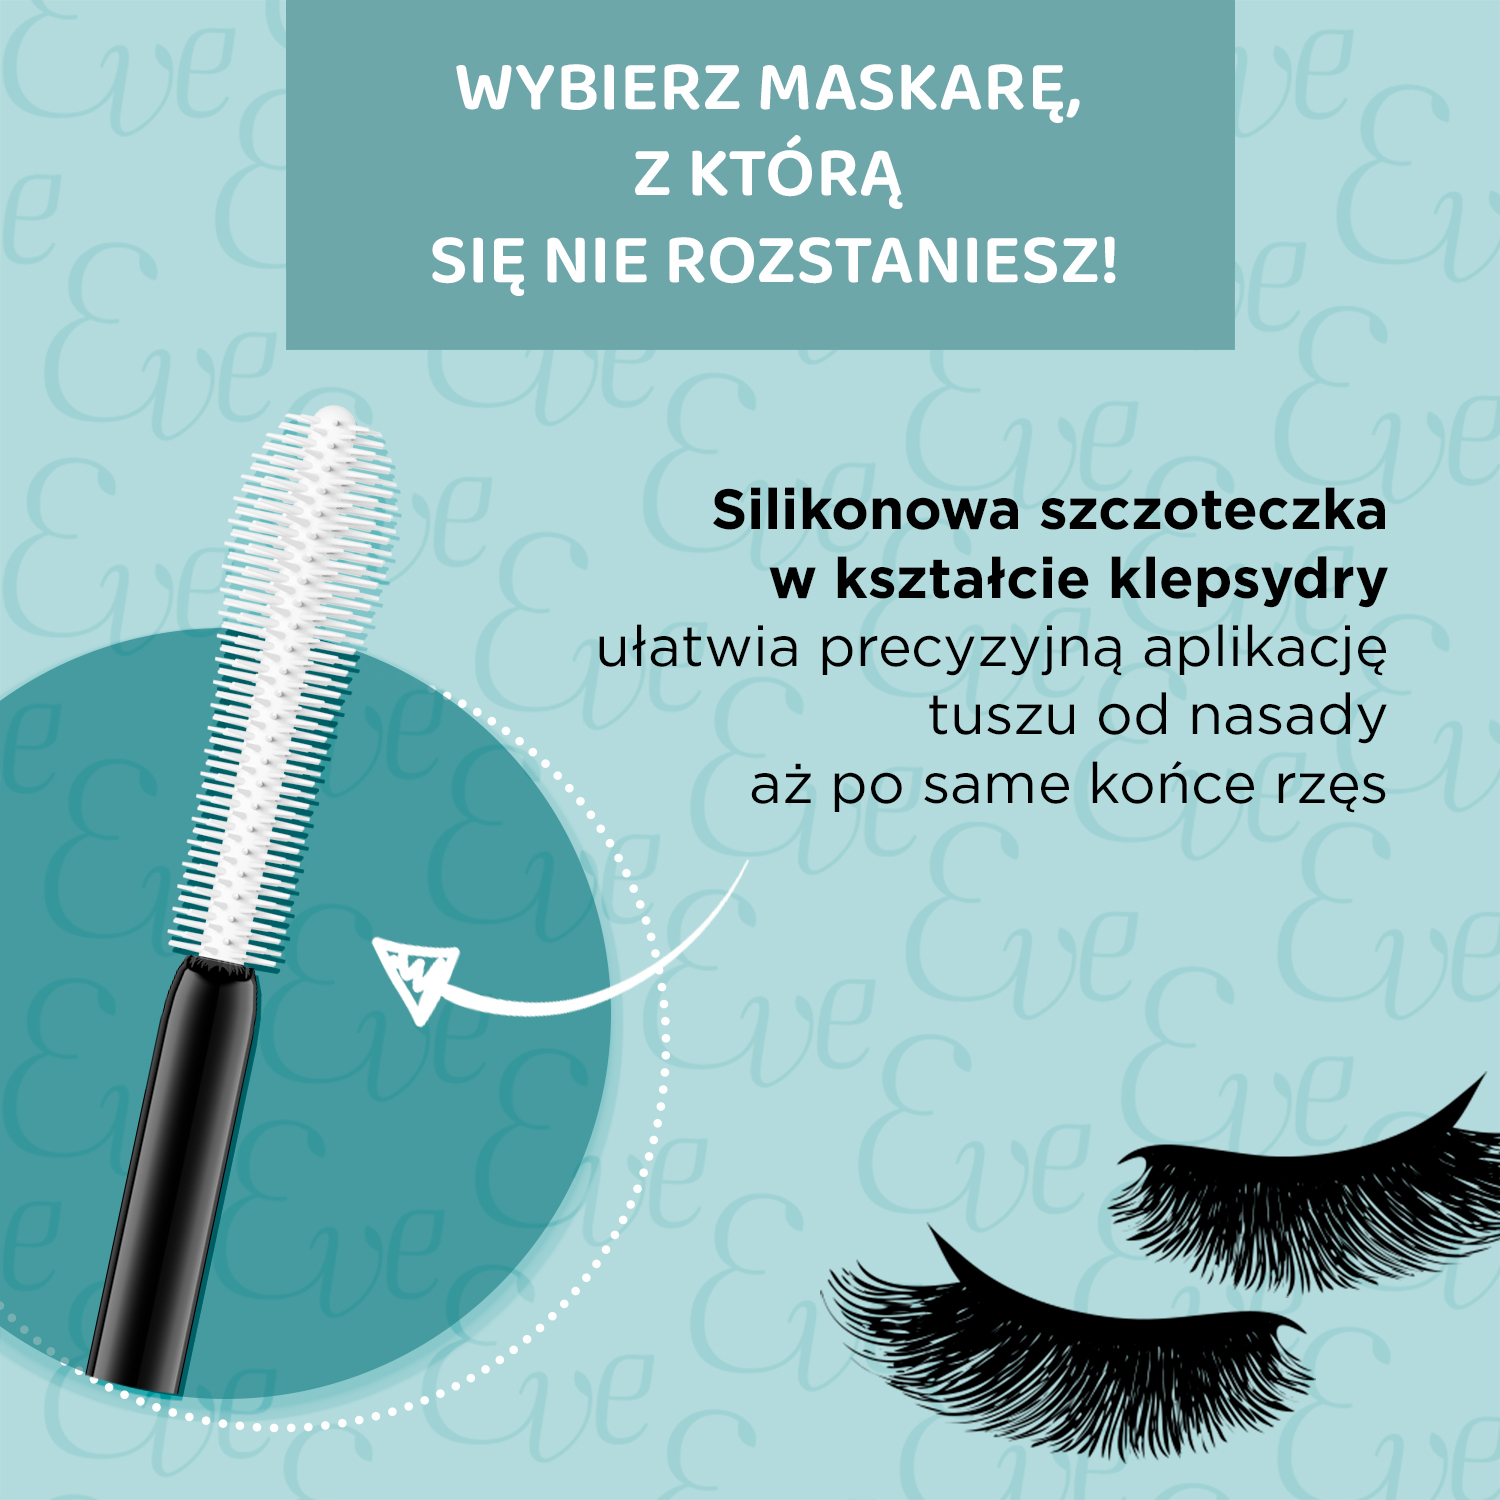 WYBIERZ MASKARĘ,
Z KTÓRĄ
SIĘ NIE ROZSTANIESZ!
Silikonowa szczoteczka
w kształcie klepsydry
ułatwia precyzyjną aplikację
tuszu od nasady
aż po same końce rzęs